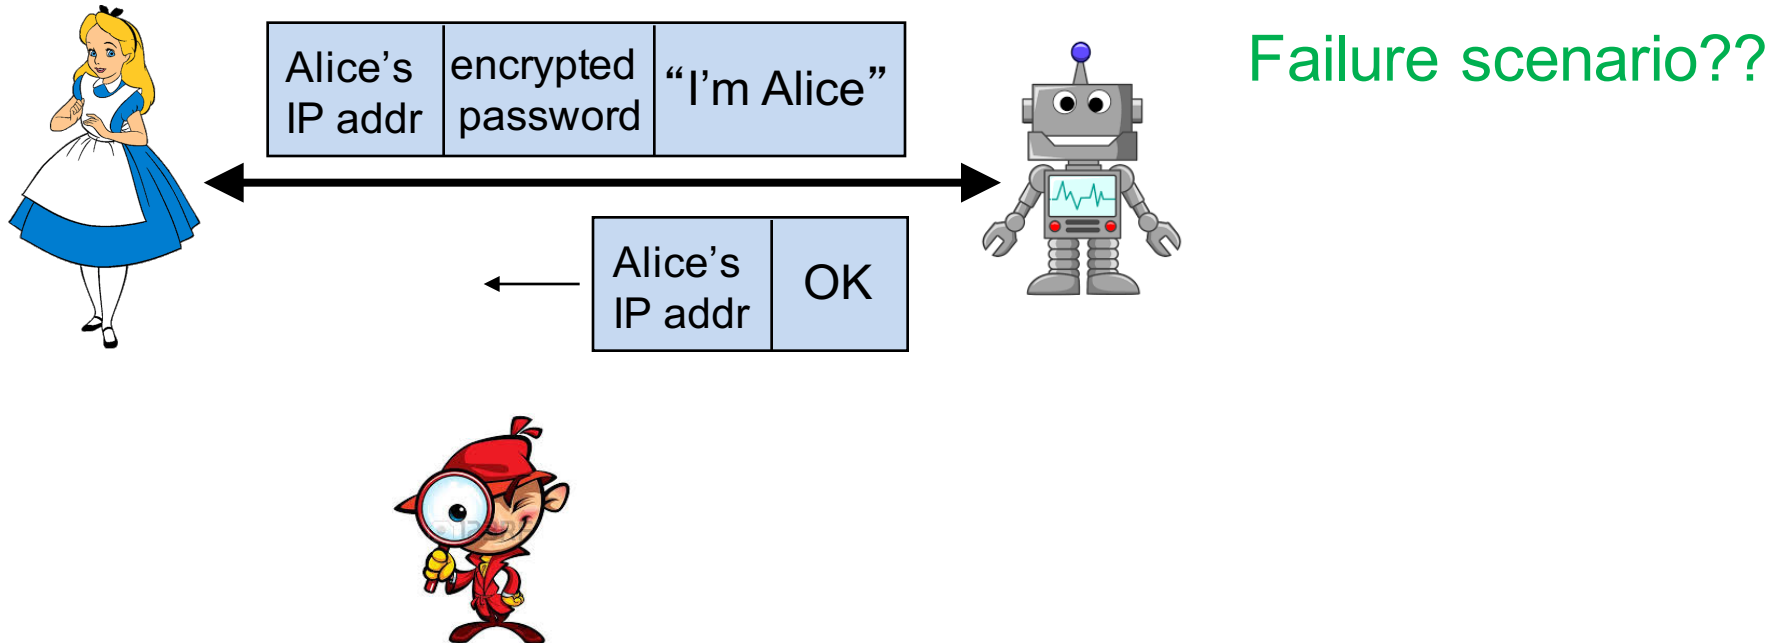 Alice’s
IP addr
encrypted
password
“I’m Alice”
Failure scenario??
Alice’s
IP addr
OK